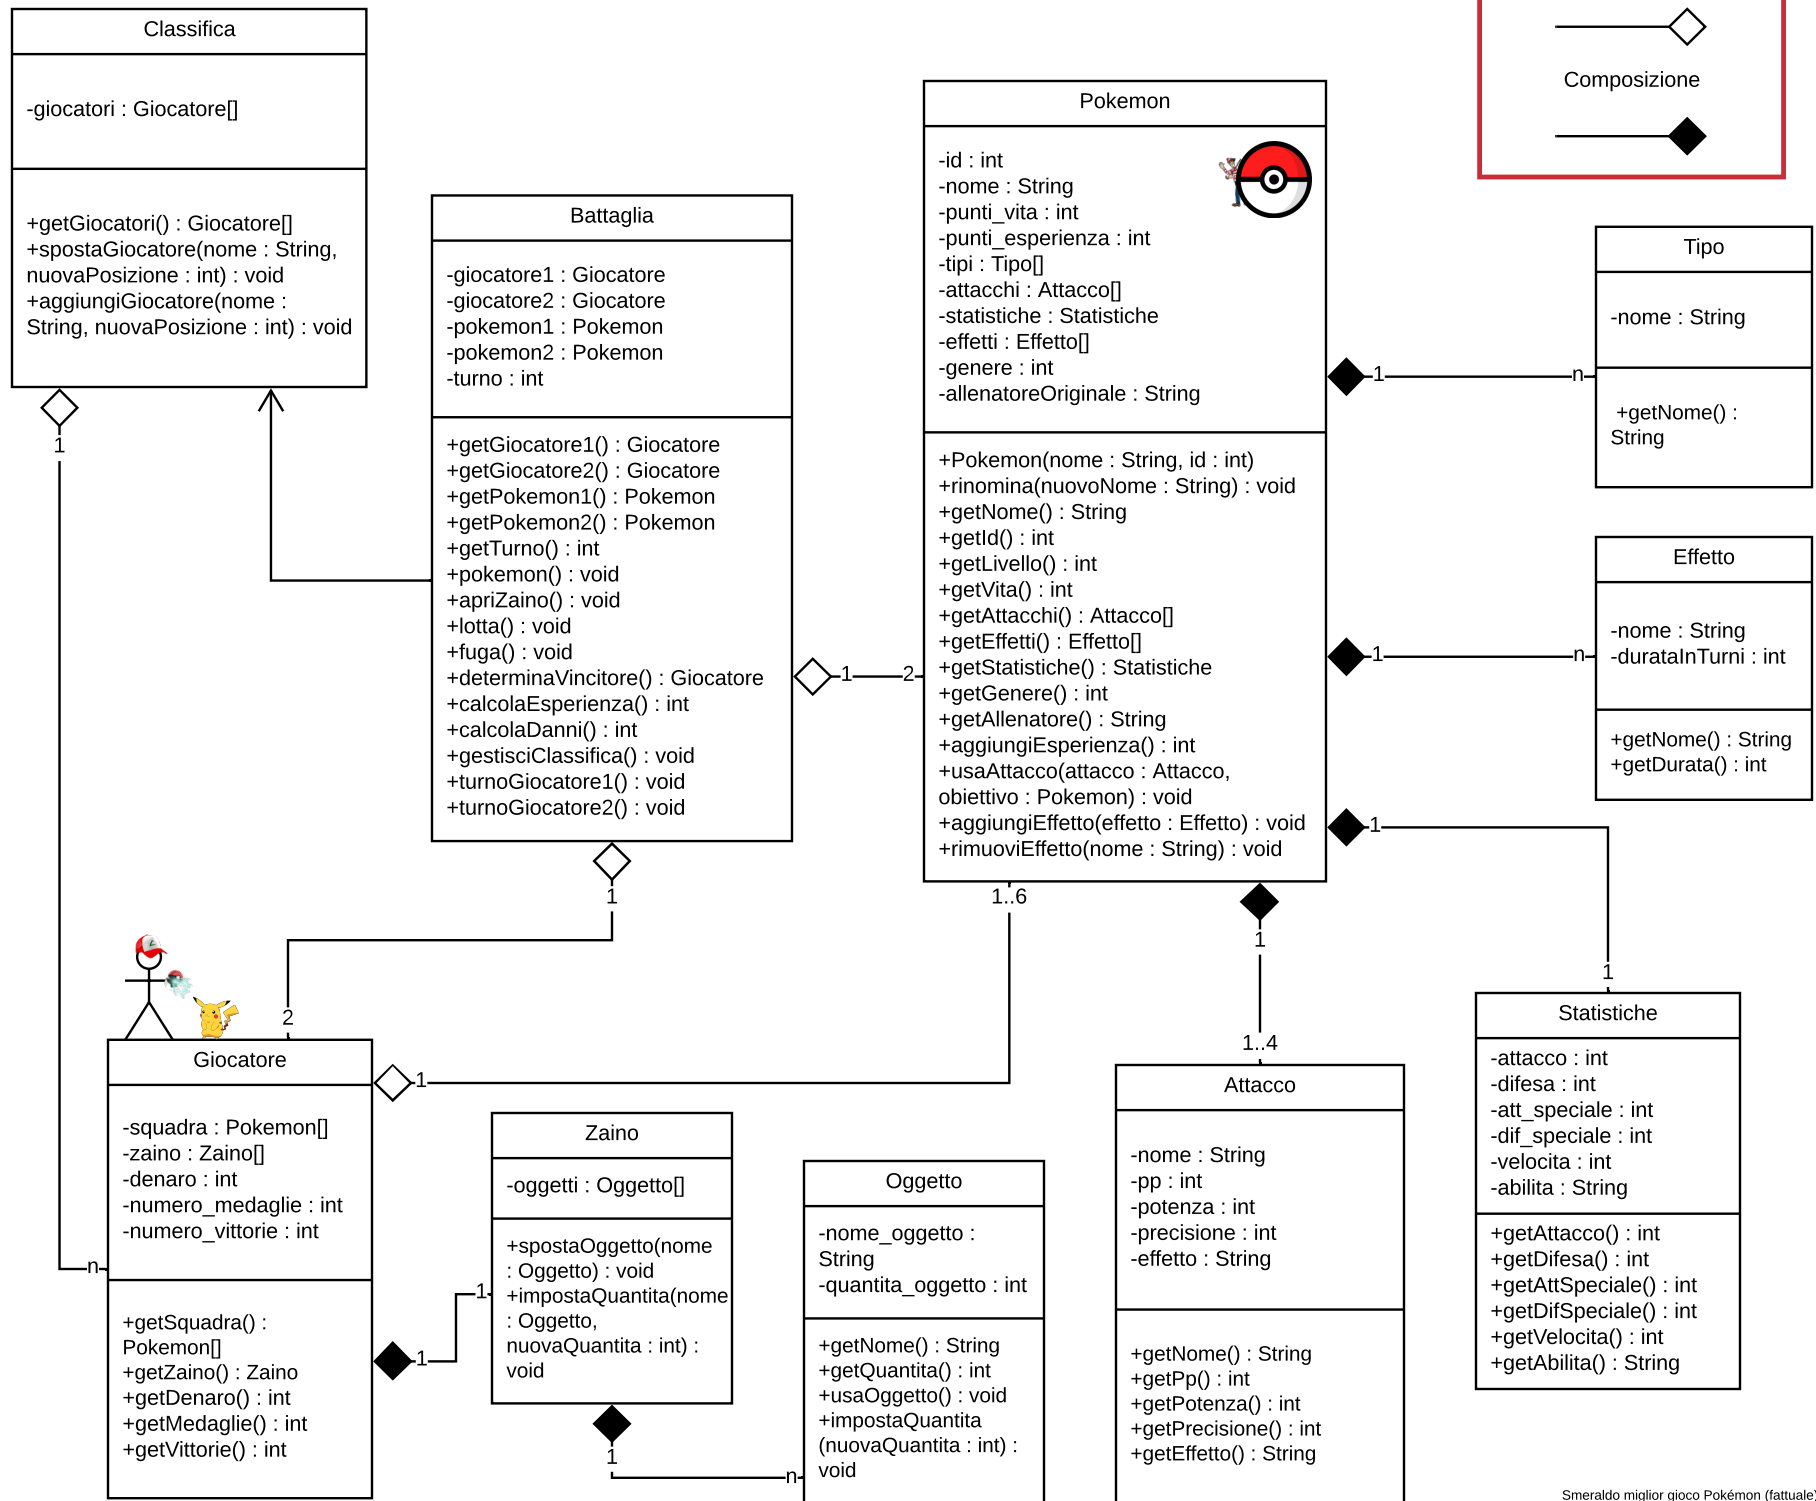 Classifica
-giocatori : Giocatore[]
+getGiocatori() : Giocatore[]
+spostaGiocatore(nome : String,
nuovaPosizione : int) : void
+aggiungiGiocatore(nome :
String, nuovaPosizione : int) : void
1
n
Battaglia
-giocatore1 : Giocatore
-giocatore2 : Giocatore
-pokemon1 : Pokemon
-pokemon2 : Pokemon
-turno : int
+getGiocatore1() : Giocatore
+getGiocatore2() : Giocatore
+getPokemon1() : Pokemon
+getPokemon2() : Pokemon
+getTurno() : int
+pokemon() : void
+apriZaino() : void
+lotta() : void
+fuga() : void
+determinaVincitore() : Giocatore
+calcolaEsperienza() : int
+calcolaDanni() : int
+gestisciClassifica() : void
+turnoGiocatore1() : void
+turnoGiocatore2() : void
1
2
1
2
Pokemon
-id : int
-nome : String
-punti_vita : int
-punti_esperienza : int
-tipi : Tipo[]
-attacchi : Attacco[]
-statistiche : Statistiche
-effetti : Effetto[]
-genere : int
-allenatoreOriginale : String
+Pokemon(nome : String, id : int)
+rinomina(nuovoNome : String) : void
+getNome() : String
+getId() : int
+getLivello() : int
+getVita() : int
+getAttacchi() : Attacco[]
+getEffetti() : Effetto[]
+getStatistiche() : Statistiche
+getGenere() : int
+getAllenatore() : String
+aggiungiEsperienza() : int
+usaAttacco(attacco : Attacco,
obiettivo : Pokemon) : void
+aggiungiEffetto(effetto : Effetto) : void
+rimuoviEffetto(nome : String) : void
1..6
1
1..4
1
n
1
n
1
1
Composizione
Tipo
-nome : String
+getNome() :
String
Effetto
-nome : String
-durataInTurni : int
+getNome() : String
+getDurata() : int
Statistiche
-attacco : int
-difesa : int
-att_speciale : int
-dif_speciale : int
-velocita : int
-abilita : String
+getAttacco() : int
+getDifesa() : int
+getAttSpeciale() : int
+getDifSpeciale() : int
+getVelocita() : int
+getAbilita() : String
Giocatore
-squadra : Pokemon[]
-zaino : Zaino[]
-denaro : int
-numero_medaglie : int
-numero_vittorie : int
+getSquadra() :
Pokemon[]
+getZaino() : Zaino
+getDenaro() : int
+getMedaglie() : int
+getVittorie() : int
1
1
1
Zaino
-oggetti : Oggetto[]
+spostaOggetto(nome
: Oggetto) : void
+impostaQuantita(nome
: Oggetto,
nuovaQuantita : int) :
void
1
n
Oggetto
-nome_oggetto :
String
-quantita_oggetto : int
+getNome() : String
+getQuantita() : int
+usaOggetto() : void
+impostaQuantita
(nuovaQuantita : int) :
void
Attacco
-nome : String
-pp : int
-potenza : int
-precisione : int
-effetto : String
+getNome() : String
+getPp() : int
+getPotenza() : int
+getPrecisione() : int
+getEffetto() : String
Smeraldo miglior gioco Pokémon (fattuale)